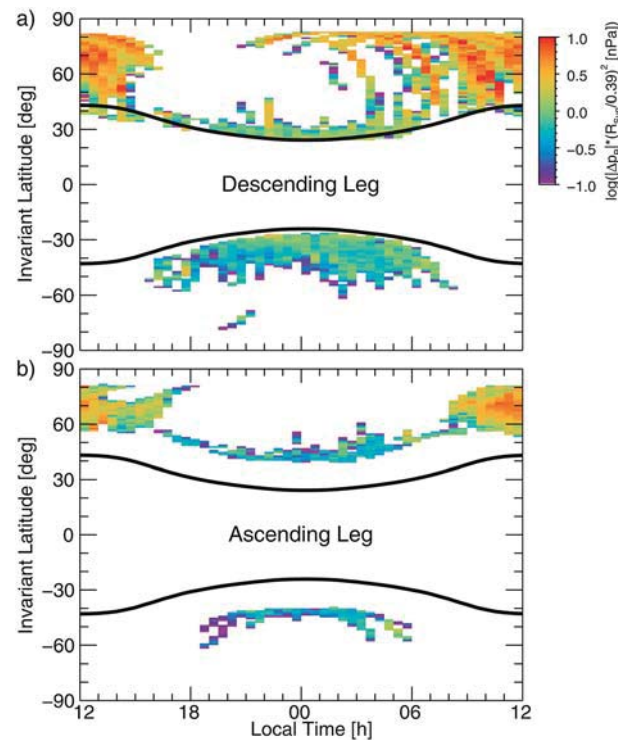 a)
90
60
30
0
−30
−60
−90
Invariant Latitude [deg]
Descending Leg
1.0
0.5
0.0
−0.5
−1.0
log(|Δp_B|*(R_Sun/0.39)² [nPa])
b)
90
60
30
0
−30
−60
−90
Invariant Latitude [deg]
Ascending Leg
12 18 00 06 12
Local Time [h]